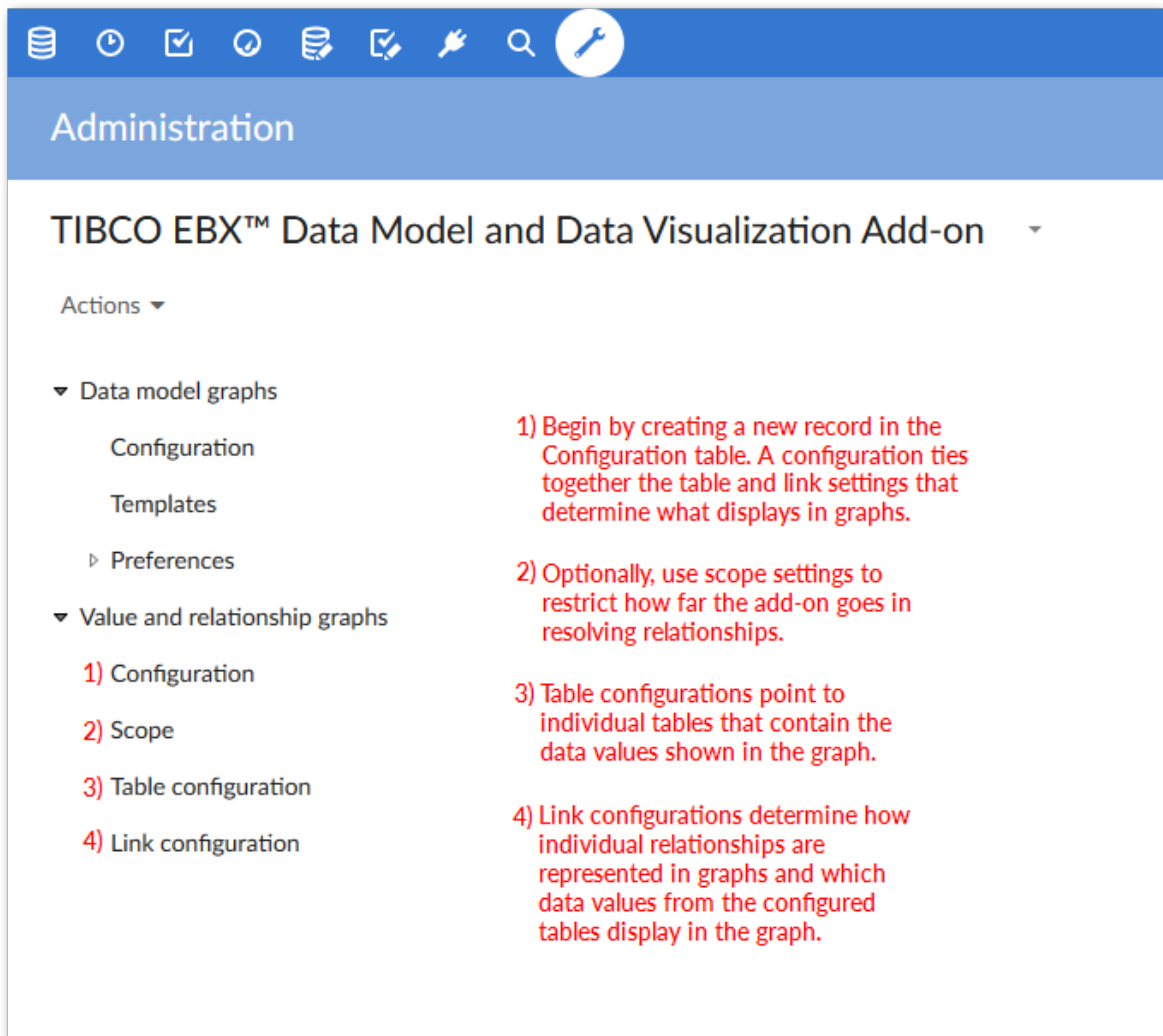 Administration
TIBCO EBX™ Data Model and Data Visualization Add-on
Actions
Data model graphs
Configuration
Templates
Preferences
Value and relationship graphs
1) Configuration
2) Scope
3) Table configuration
4) Link configuration
1) Begin by creating a new record in the
Configuration table. A configuration ties
together the table and link settings that
determine what displays in graphs.
2) Optionally, use scope settings to
restrict how far the add-on goes in
resolving relationships.
3) Table configurations point to
individual tables that contain the
data values shown in the graph.
4) Link configurations determine how
individual relationships are
represented in graphs and which
data values from the configured
tables display in the graph.